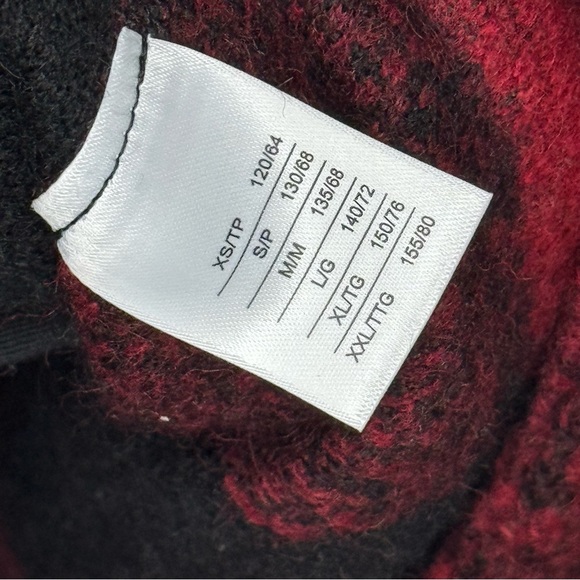 XS/TP 120/64
S/P 130/68
M/M 135/68
L/G 140/72
XL/TG 150/76
XXL/TTG 155/80